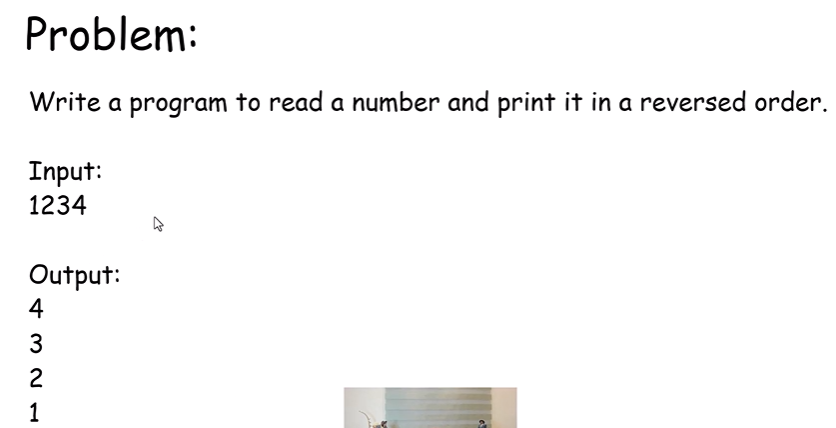 Problem:
Write a program to read a number and print it in a reversed order.
Input:
1234
Output:
4
3
2
1